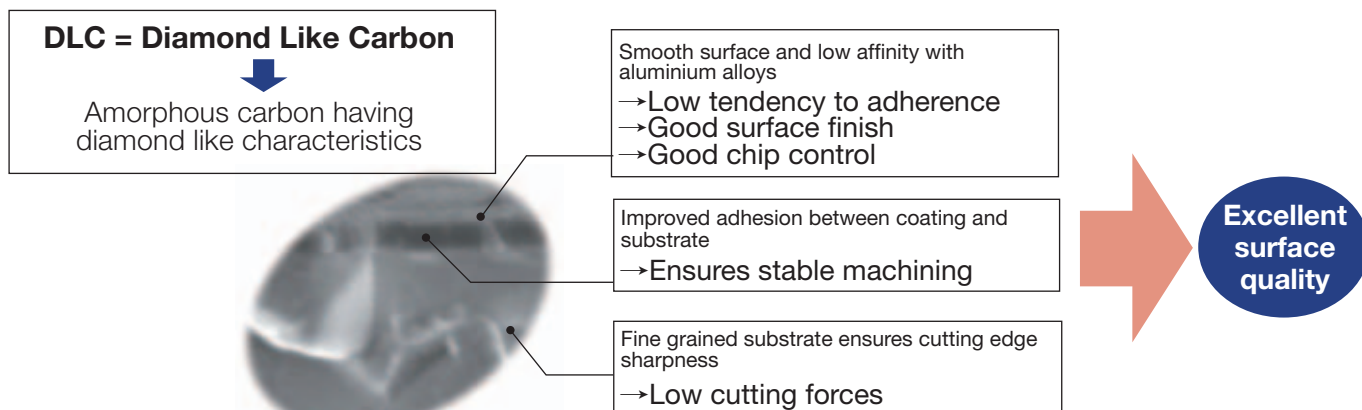 DLC = Diamond Like Carbon
Amorphous carbon having
diamond like characteristics
Smooth surface and low affinity with
aluminium alloys
→Low tendency to adherence
→Good surface finish
→Good chip control
Improved adhesion between coating and
substrate
→Ensures stable machining
Fine grained substrate ensures cutting edge
sharpness
→Low cutting forces
Excellent
surface
quality